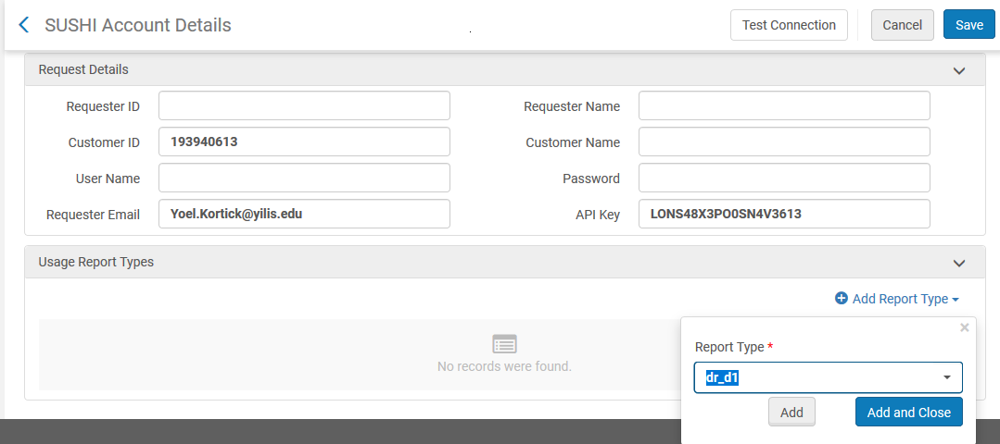 SUSHI Account Details
Test Connection
Cancel
Save
Request Details
Requester ID
Requester Name
Customer ID 193940613
Customer Name
User Name
Password
Requester Email Yoel.Kortick@yilis.edu
API Key LONS48X3PO0SN4V3613
Usage Report Types
Add Report Type
No records were found.
×
Report Type *
dr_d1
Add
Add and Close